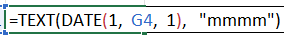 =TEXT(DATE(1, G4, 1), "mmmm")